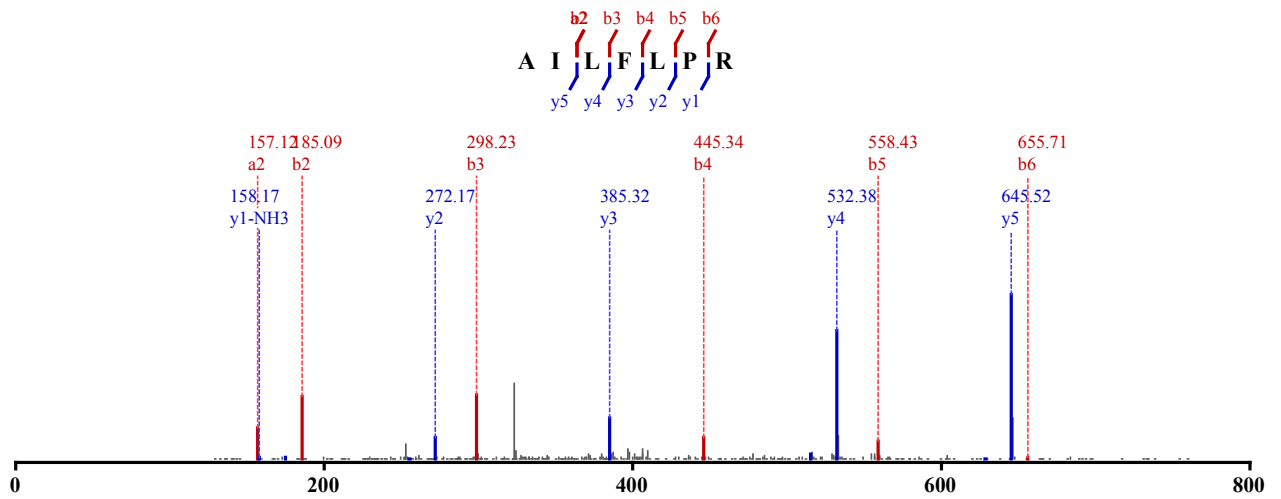 a2 b2 b3 b4 b5 b6
A I L F L P R
y5 y4 y3 y2 y1
157.12 185.09 298.23 445.34 558.43 655.71
a2 b2 b3 b4 b5 b6
158.17 272.17 385.32 532.38 645.52
y1-NH3 y2 y3 y4 y5
0 200 400 600 800